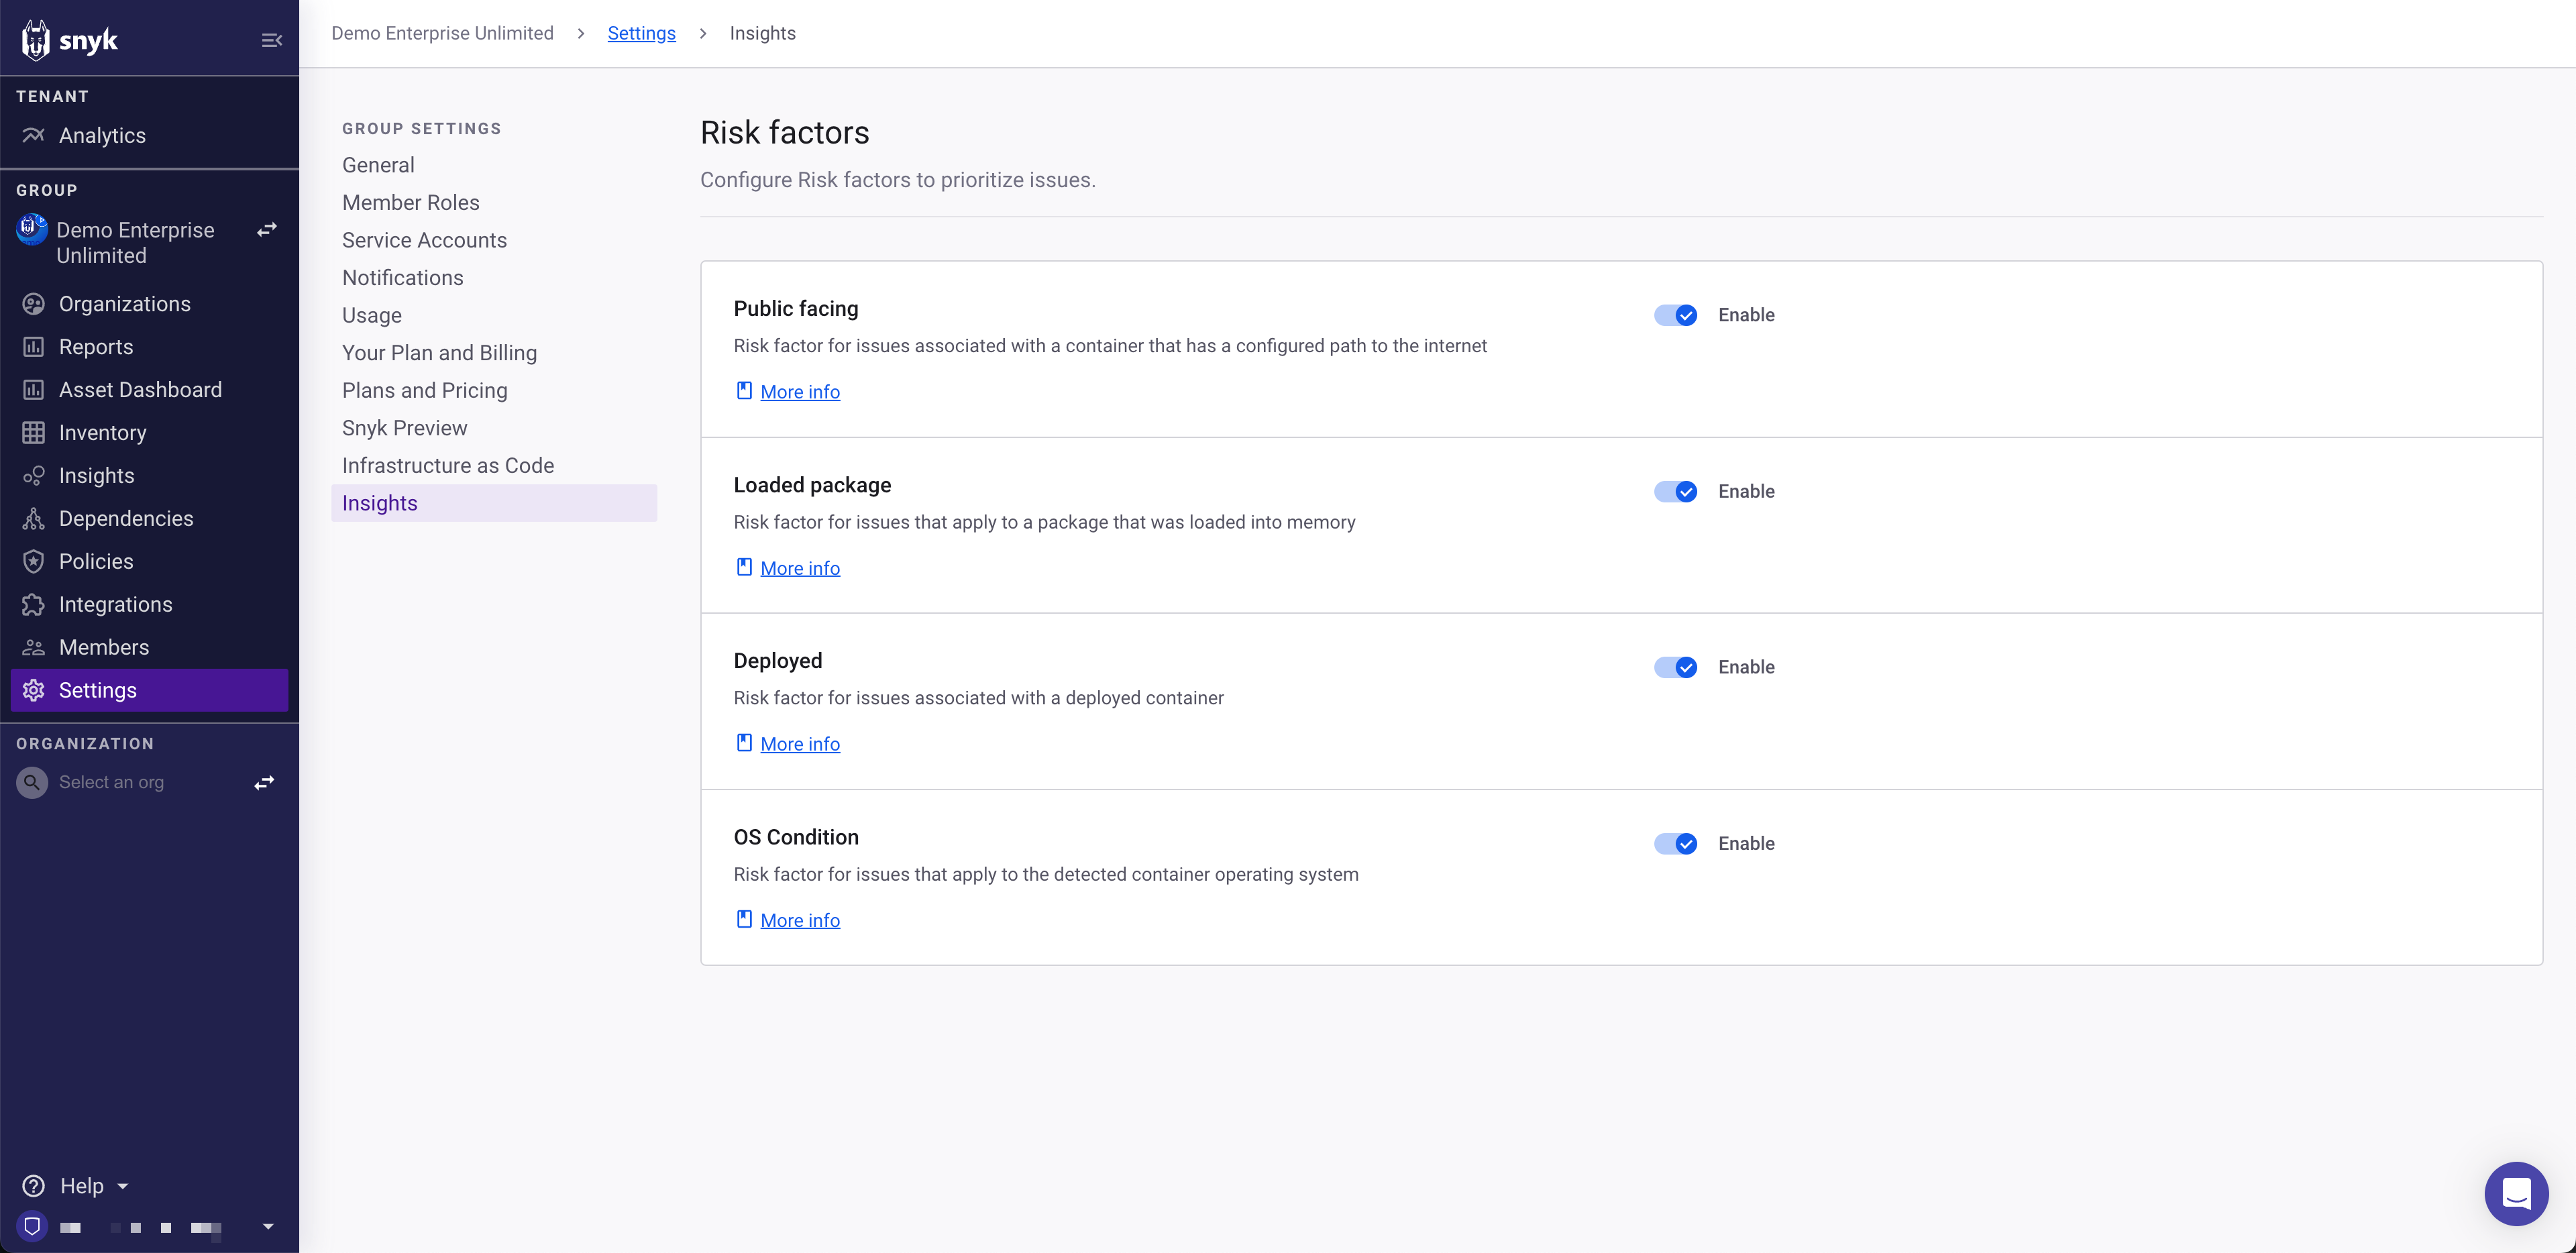 snyk
TENANT
Analytics
GROUP
Demo Enterprise
Unlimited
Organizations
Reports
Asset Dashboard
Inventory
Insights
Dependencies
Policies
Integrations
Members
Settings
ORGANIZATION
Select an org
Help
Demo Enterprise Unlimited > Settings > Insights
GROUP SETTINGS
General
Member Roles
Service Accounts
Notifications
Usage
Your Plan and Billing
Plans and Pricing
Snyk Preview
Infrastructure as Code
Insights
Risk factors
Configure Risk factors to prioritize issues.
Public facing
Enable
Risk factor for issues associated with a container that has a configured path to the internet
More info
Loaded package
Enable
Risk factor for issues that apply to a package that was loaded into memory
More info
Deployed
Enable
Risk factor for issues associated with a deployed container
More info
OS Condition
Enable
Risk factor for issues that apply to the detected container operating system
More info